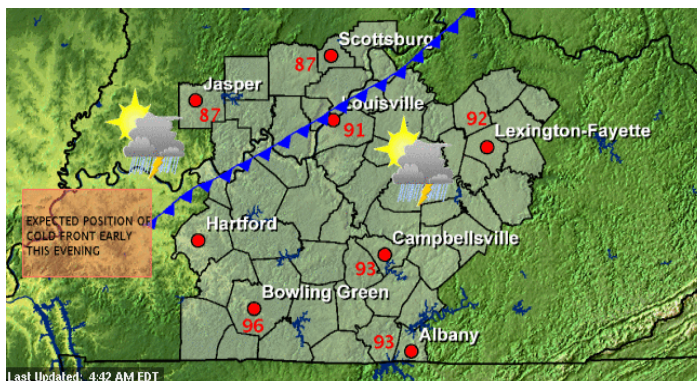 Scottsburg
87
Jasper
87
Louisville
91
92
Lexington-Fayette
EXPECTED POSITION OF
COLD FRONT EARLY
THIS EVENING
Hartford
Campbellsville
93
Bowling Green
96
93
Albany
Last Updated: 4:42 AM EDT